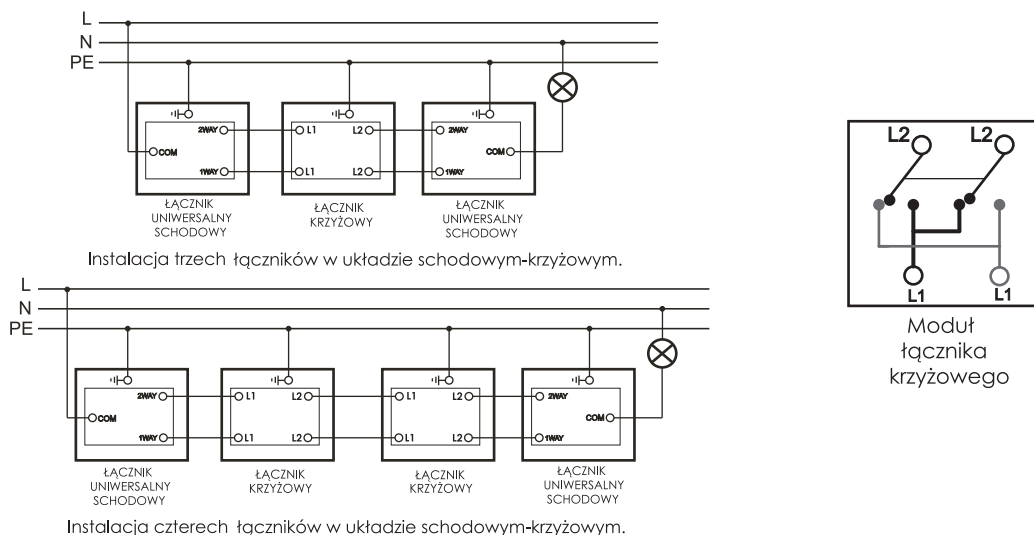 L
N
PE
2WAY L1 L2 2WAY
COM COM
1WAY L1 L2 1WAY
ŁĄCZNIK
UNIWERSALNY
SCHODOWY
ŁĄCZNIK
KRZYŻOWY
ŁĄCZNIK
UNIWERSALNY
SCHODOWY
Instalacja trzech łączników w układzie schodowym-krzyżowym.
L
N
PE
2WAY L1 L2 L1 L2 2WAY
COM COM
1WAY L1 L2 L1 L2 1WAY
ŁĄCZNIK
UNIWERSALNY
SCHODOWY
ŁĄCZNIK
KRZYŻOWY
ŁĄCZNIK
KRZYŻOWY
ŁĄCZNIK
UNIWERSALNY
SCHODOWY
Instalacja czterech łączników w układzie schodowym-krzyżowym.
L2 L2
L1 L1
Moduł
łącznika
krzyżowego